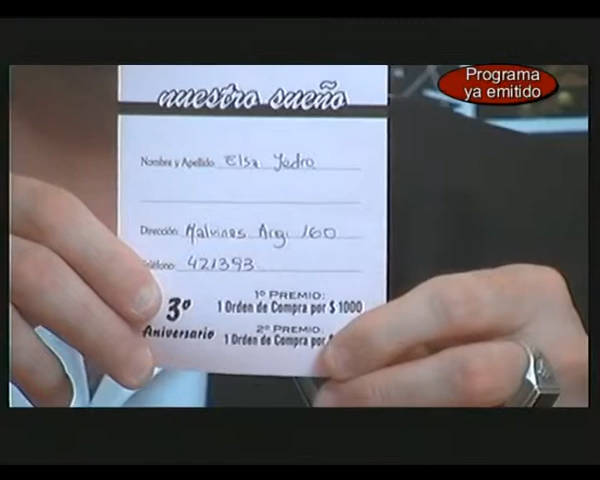 Programa
ya emitido
nuestro sueño
Nombre y Apellido Elsa Jedro
Dirección Malvinas Arg. 160
Teléfono 421393
3º
Aniversario
1º PREMIO:
1 Orden de Compra por $ 1000
2º PREMIO:
1 Orden de Compra por